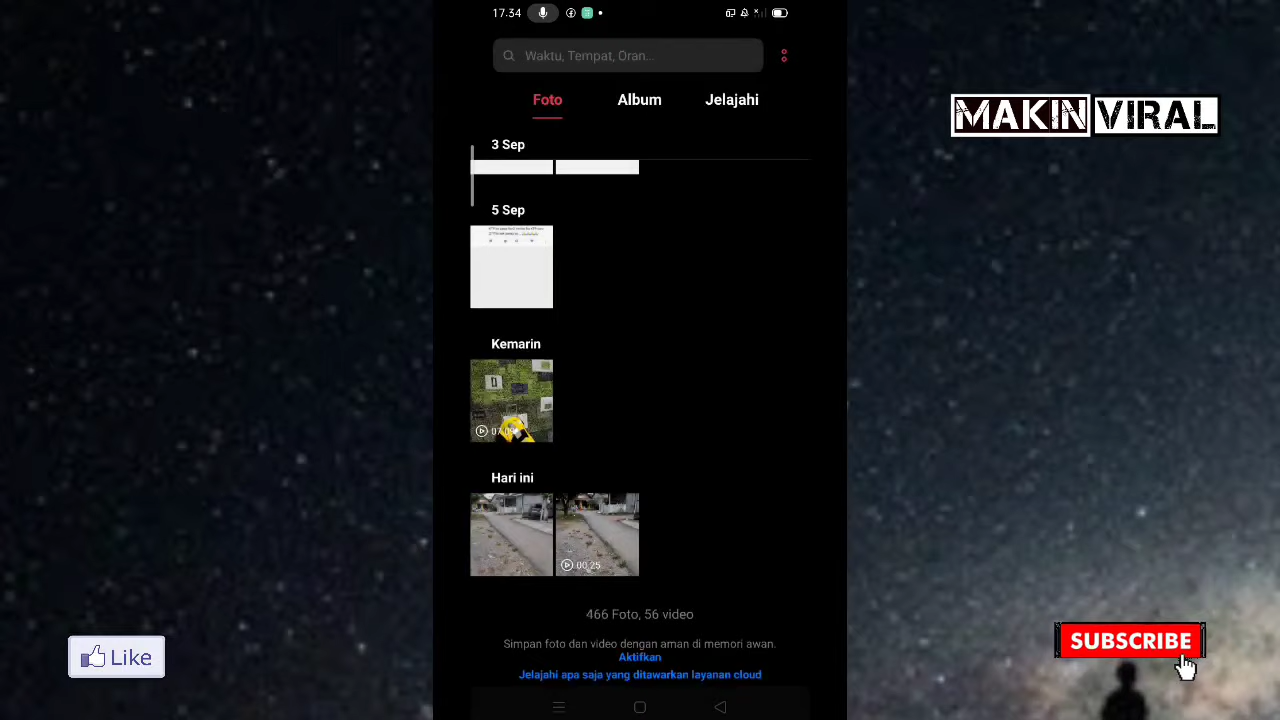 17.34
Waktu, Tempat, Oran...
MAKIN VIRAL
Foto Album Jelajahi
3 Sep
5 Sep
Kemarin
Hari ini
00:25
466 Foto, 56 video
Simpan foto dan video dengan aman di memori awan.
Aktifkan
Jelajahi apa saja yang ditawarkan layanan cloud
Like
SUBSCRIBE